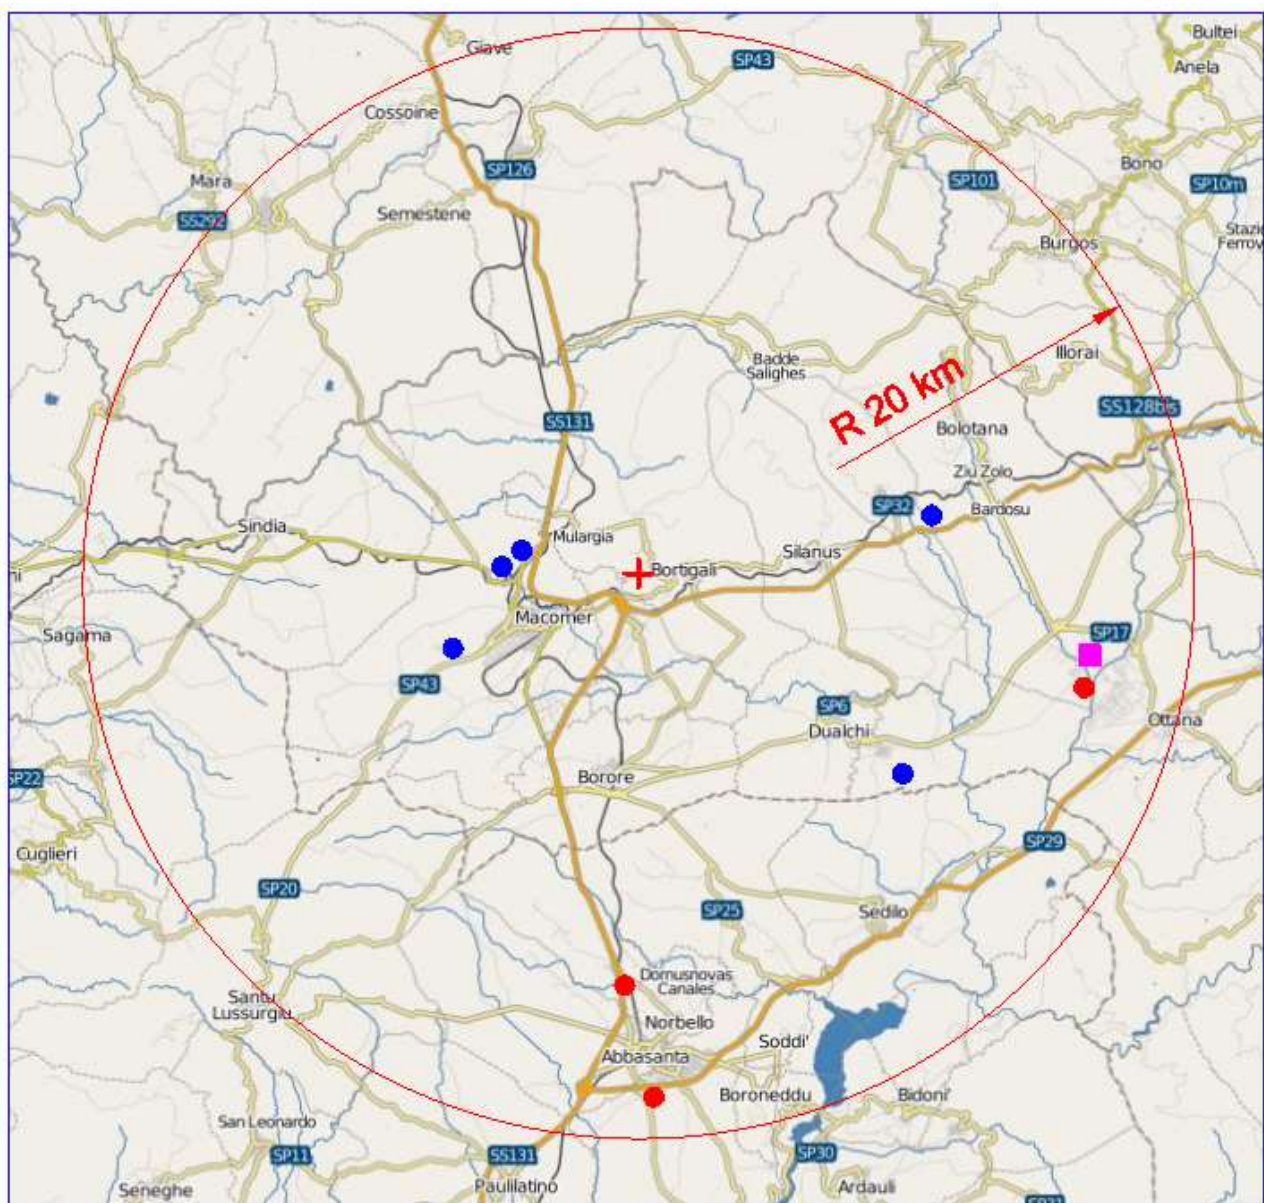 Bultei
Giave
SP43
Anela
Cossoine
Bono
SP126
SP101
SP10m
Mara
Semestene
SS292
Burgos
Stazio
Ferrov
Badde
Salighes
Illorai
R 20 km
SS131
SS128bis
Bolotana
Ziu Zolo
SP32
Bardosu
Sindia
Mulargia
Silanus
Bortigali
ni
Macomer
Sagama
SP17
SP43
SP6
Ottana
Dualchi
SP22
Borore
SP29
Cuglieri
SP20
SP25
Sedilo
Domusnovas
Canales
Santu
Lussurgiu
Norbello
Soddi'
Abbasanta
Boroneddu
Bidoni'
San Leonardo
SP11
SS131
SP30
Seneghe
Paulilatino
Ardauli
SP31